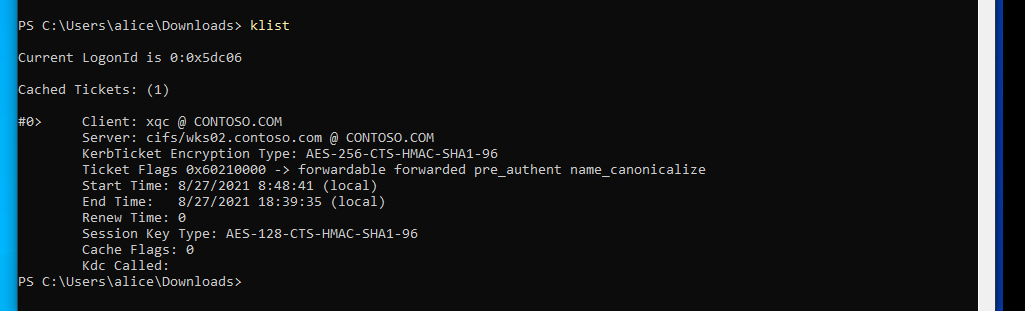 PS C:\Users\alice\Downloads> klist
Current LogonId is 0:0x5dc06
Cached Tickets: (1)
#0> Client: xqc @ CONTOSO.COM
Server: cifs/wks02.contoso.com @ CONTOSO.COM
KerbTicket Encryption Type: AES-256-CTS-HMAC-SHA1-96
Ticket Flags 0x60210000 -> forwardable forwarded pre_authent name_canonicalize
Start Time: 8/27/2021 8:48:41 (local)
End Time: 8/27/2021 18:39:35 (local)
Renew Time: 0
Session Key Type: AES-128-CTS-HMAC-SHA1-96
Cache Flags: 0
Kdc Called:
PS C:\Users\alice\Downloads>